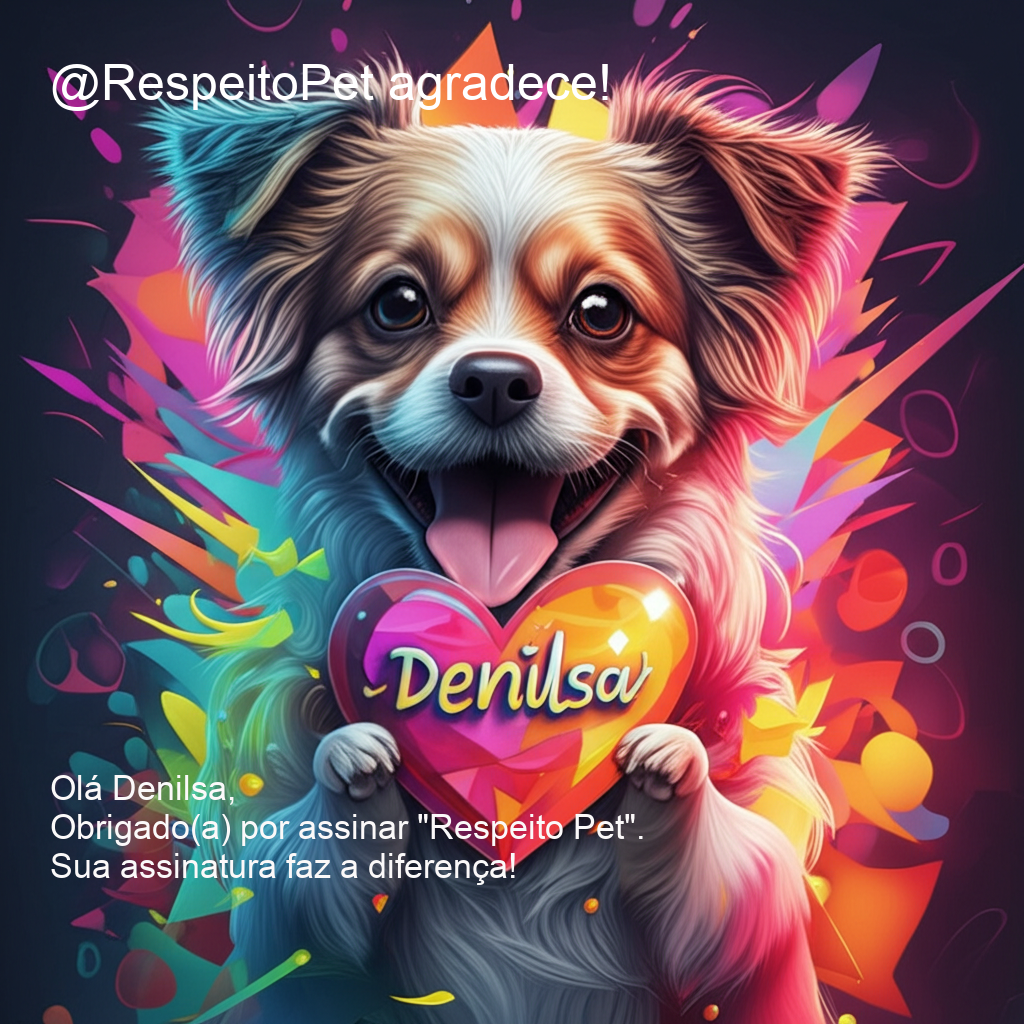 @RespeitoPet agradece!
Denilsa
Olá Denilsa,
Obrigado(a) por assinar "Respeito Pet".
Sua assinatura faz a diferença!